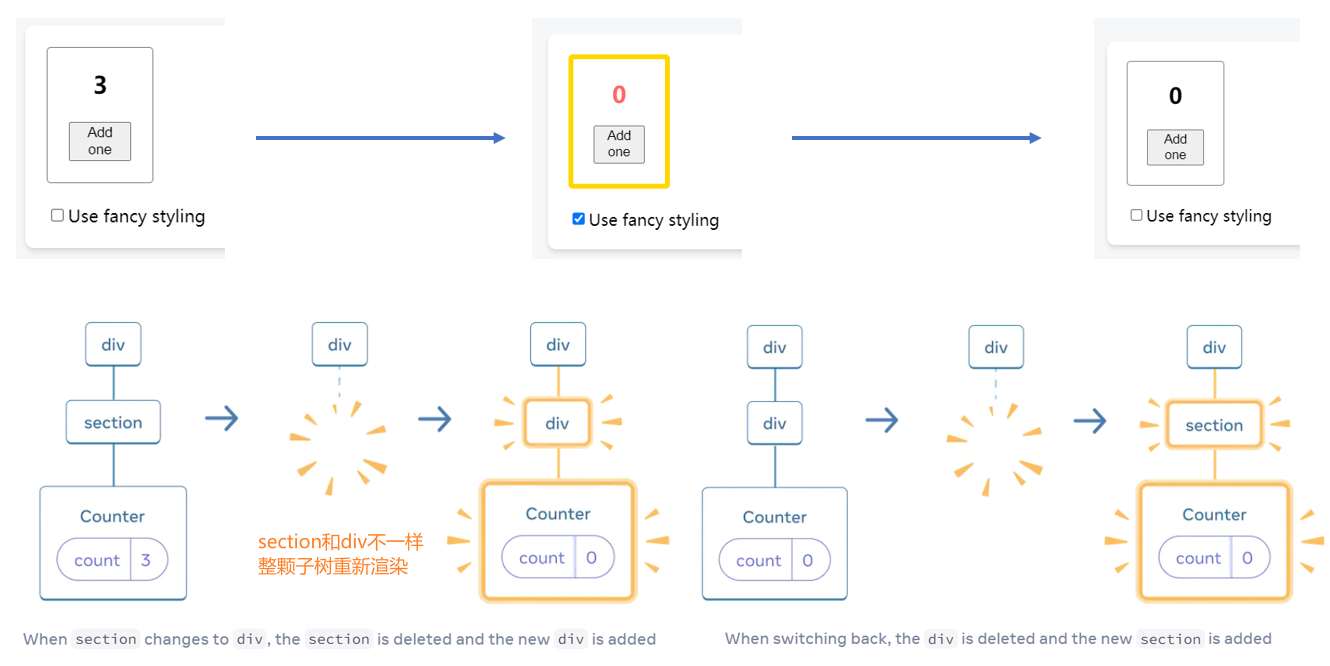 3
Add
one
Use fancy styling
0
Add
one
Use fancy styling
0
Add
one
Use fancy styling
div
section
Counter
count 3
div
section和div不一样
整颗子树重新渲染
div
div
Counter
count 0
When section changes to div, the section is deleted and the new div is added
div
div
Counter
count 0
div
div
section
Counter
count 0
When switching back, the div is deleted and the new section is added